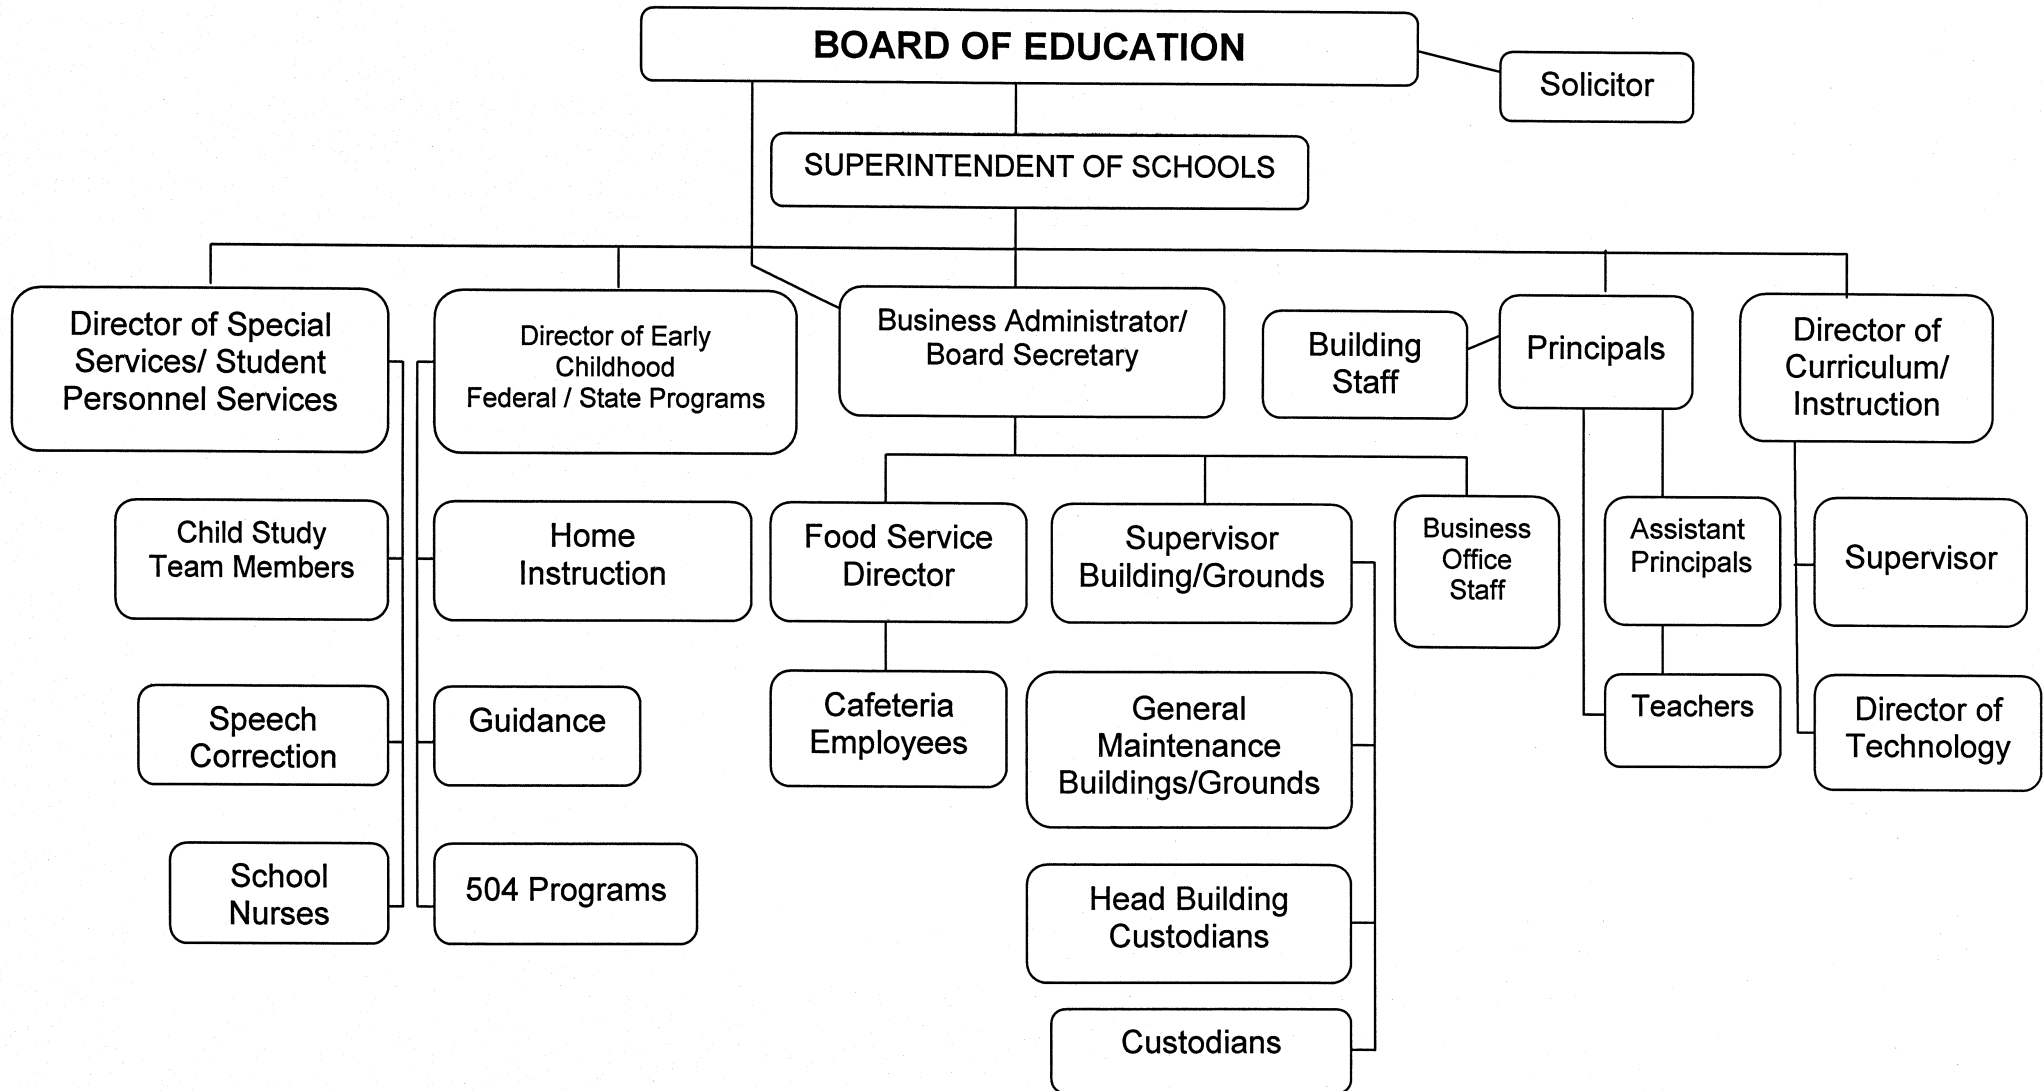 BOARD OF EDUCATION
Solicitor
SUPERINTENDENT OF SCHOOLS
Director of Special
Services/ Student
Personnel Services
Director of Early
Childhood
Federal / State Programs
Business Administrator/
Board Secretary
Building
Staff
Principals
Director of
Curriculum/
Instruction
Child Study
Team Members
Home
Instruction
Food Service
Director
Supervisor
Building/Grounds
Business
Office
Staff
Assistant
Principals
Supervisor
Speech
Correction
Guidance
Cafeteria
Employees
General
Maintenance
Buildings/Grounds
Teachers
Director of
Technology
School
Nurses
504 Programs
Head Building
Custodians
Custodians